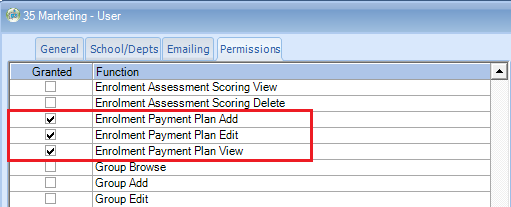 35 Marketing - User
General School/Depts Emailing Permissions
Granted Function
Enrolment Assessment Scoring View
Enrolment Assessment Scoring Delete
Enrolment Payment Plan Add
Enrolment Payment Plan Edit
Enrolment Payment Plan View
Group Browse
Group Add
Group Edit